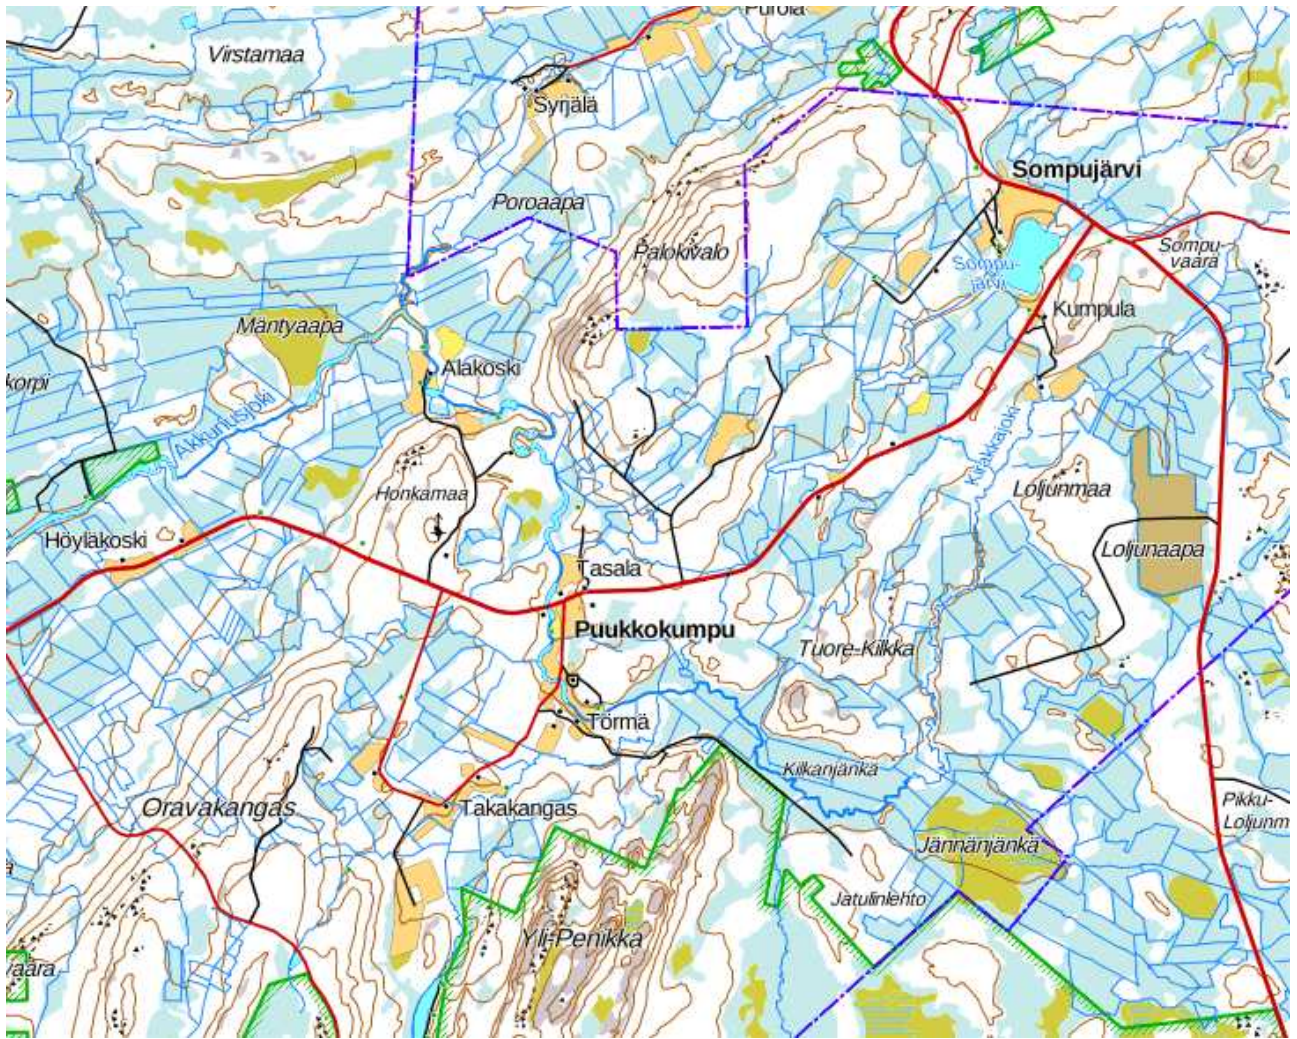 Purola
Virstamaa
Syrjälä
Sompujärvi
Poroaapa
Palokivalo
Sompu-
vaara
Sompu-
järvi
Kumpula
Mäntyaapa
Alakoski
korpi
Akkunusjoki
Kirakkajoki
Honkamaa
Loljunmaa
Höyläkoski
Loljunaapa
Tasala
Puukkokumpu
Tuore-Kilkka
Törmä
Kilkanjänkä
Oravakangas
Takakangas
Pikku-
Loljunm
Jännänjänkä
Jatulinlehto
Yli-Penikka
vaara